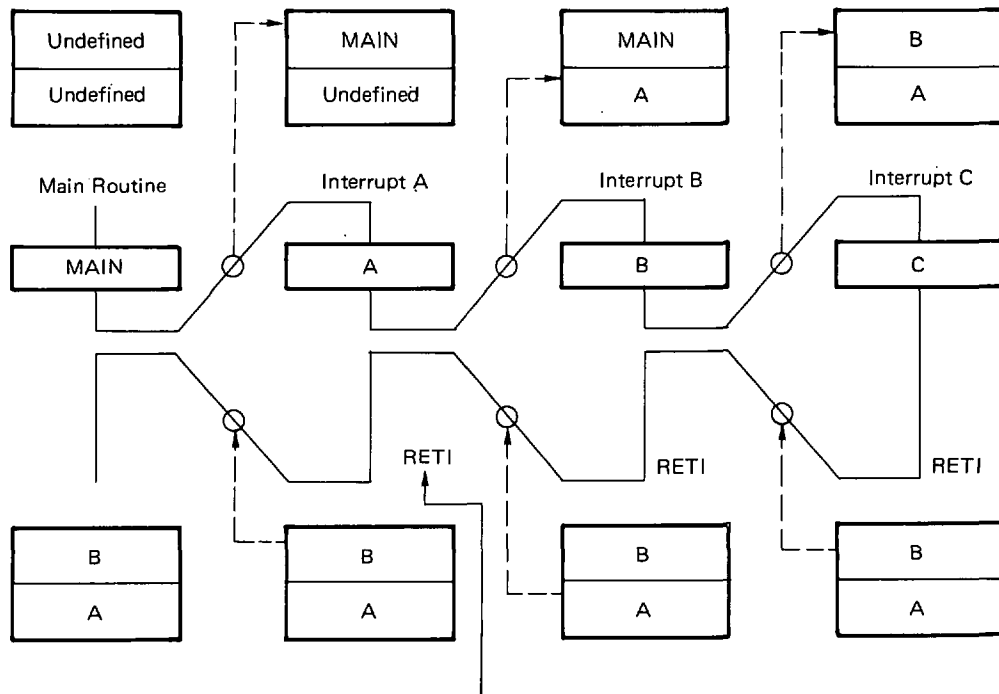 Undefined
Undefined
MAIN
Undefined
MAIN
A
B
A
Main Routine
Interrupt A
Interrupt B
Interrupt C
MAIN
A
B
C
RETI
RETI
RETI
B
A
B
A
B
A
B
A